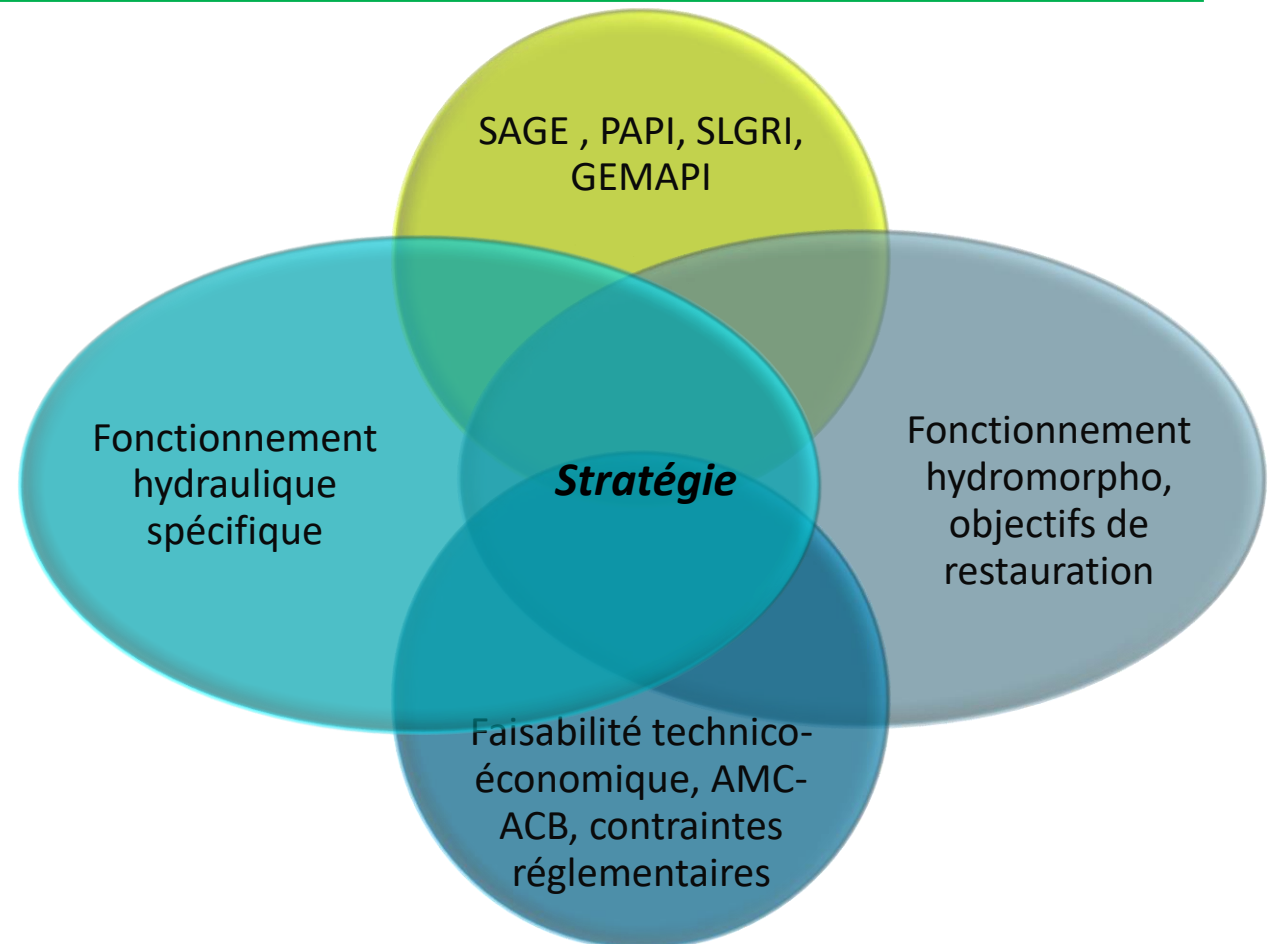 SAGE , PAPI, SLGRI,
GEMAPI
Fonctionnement
hydraulique
spécifique
Stratégie
Fonctionnement
hydromorpho,
objectifs de
restauration
Faisabilité technico-
économique, AMC-
ACB, contraintes
réglementaires